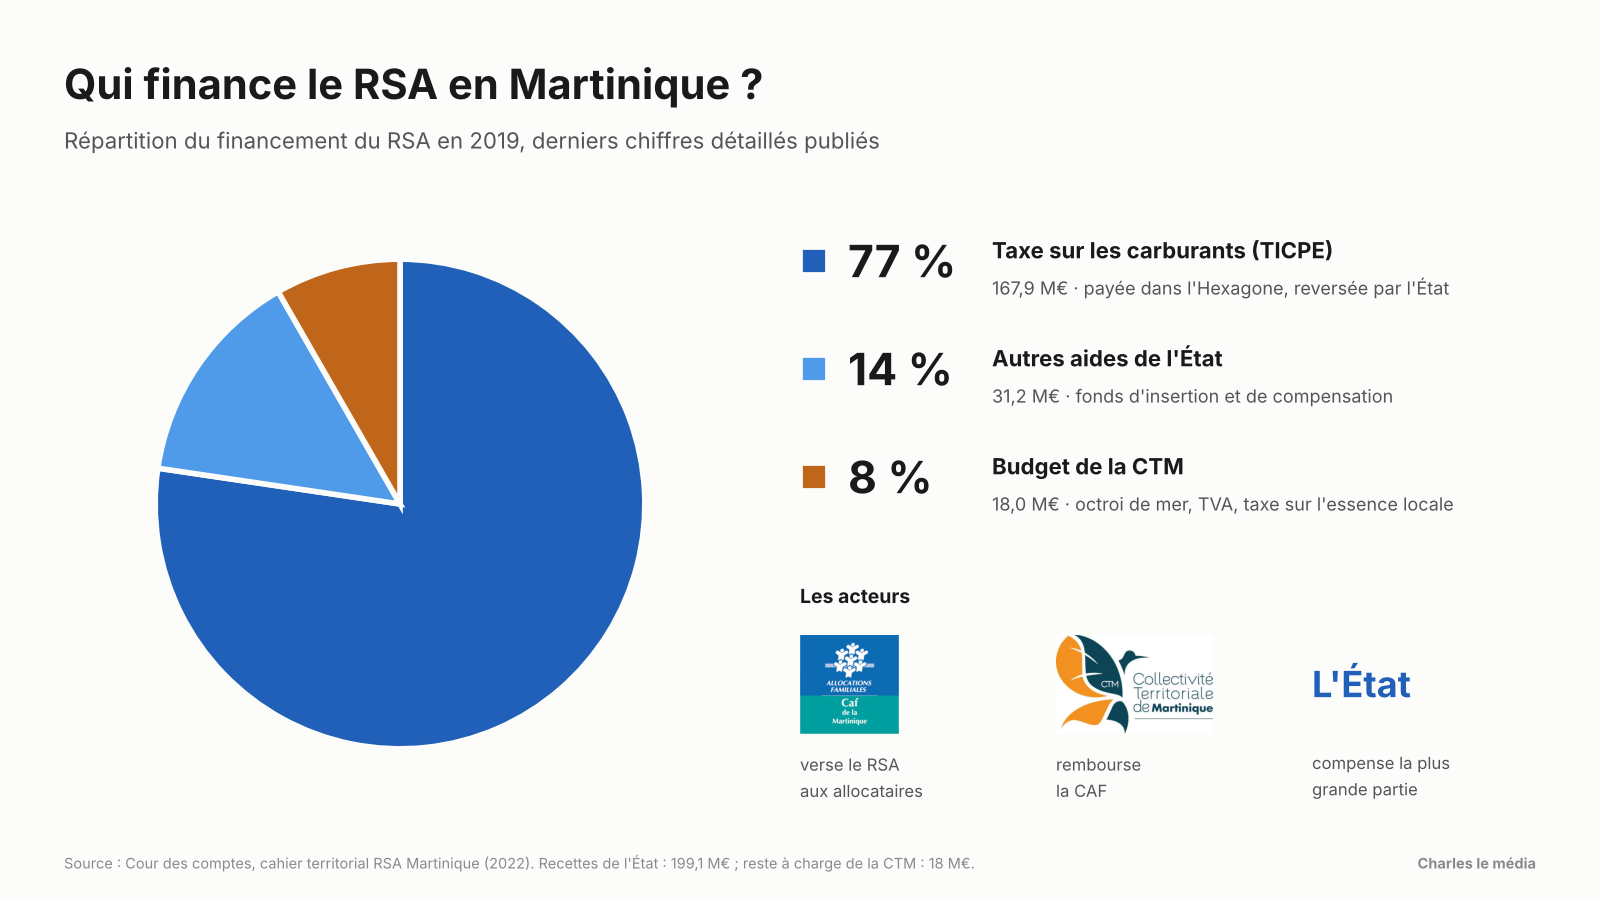 Qui finance le RSA en Martinique ?
Répartition du financement du RSA en 2019, derniers chiffres détaillés publiés
77 %
Taxe sur les carburants (TICPE)
167,9 M€ · payée dans l'Hexagone, reversée par l'État
14 %
Autres aides de l'État
31,2 M€ · fonds d'insertion et de compensation
8 %
Budget de la CTM
18,0 M€ · octroi de mer, TVA, taxe sur l'essence locale
Les acteurs
ALLOCATIONS
FAMILIALES
Caf
de la
Martinique
verse le RSA
aux allocataires
CTM
Collectivité
Territoriale
de Martinique
rembourse
la CAF
L'État
compense la plus
grande partie
Source : Cour des comptes, cahier territorial RSA Martinique (2022). Recettes de l'État : 199,1 M€ ; reste à charge de la CTM : 18 M€.
Charles le média